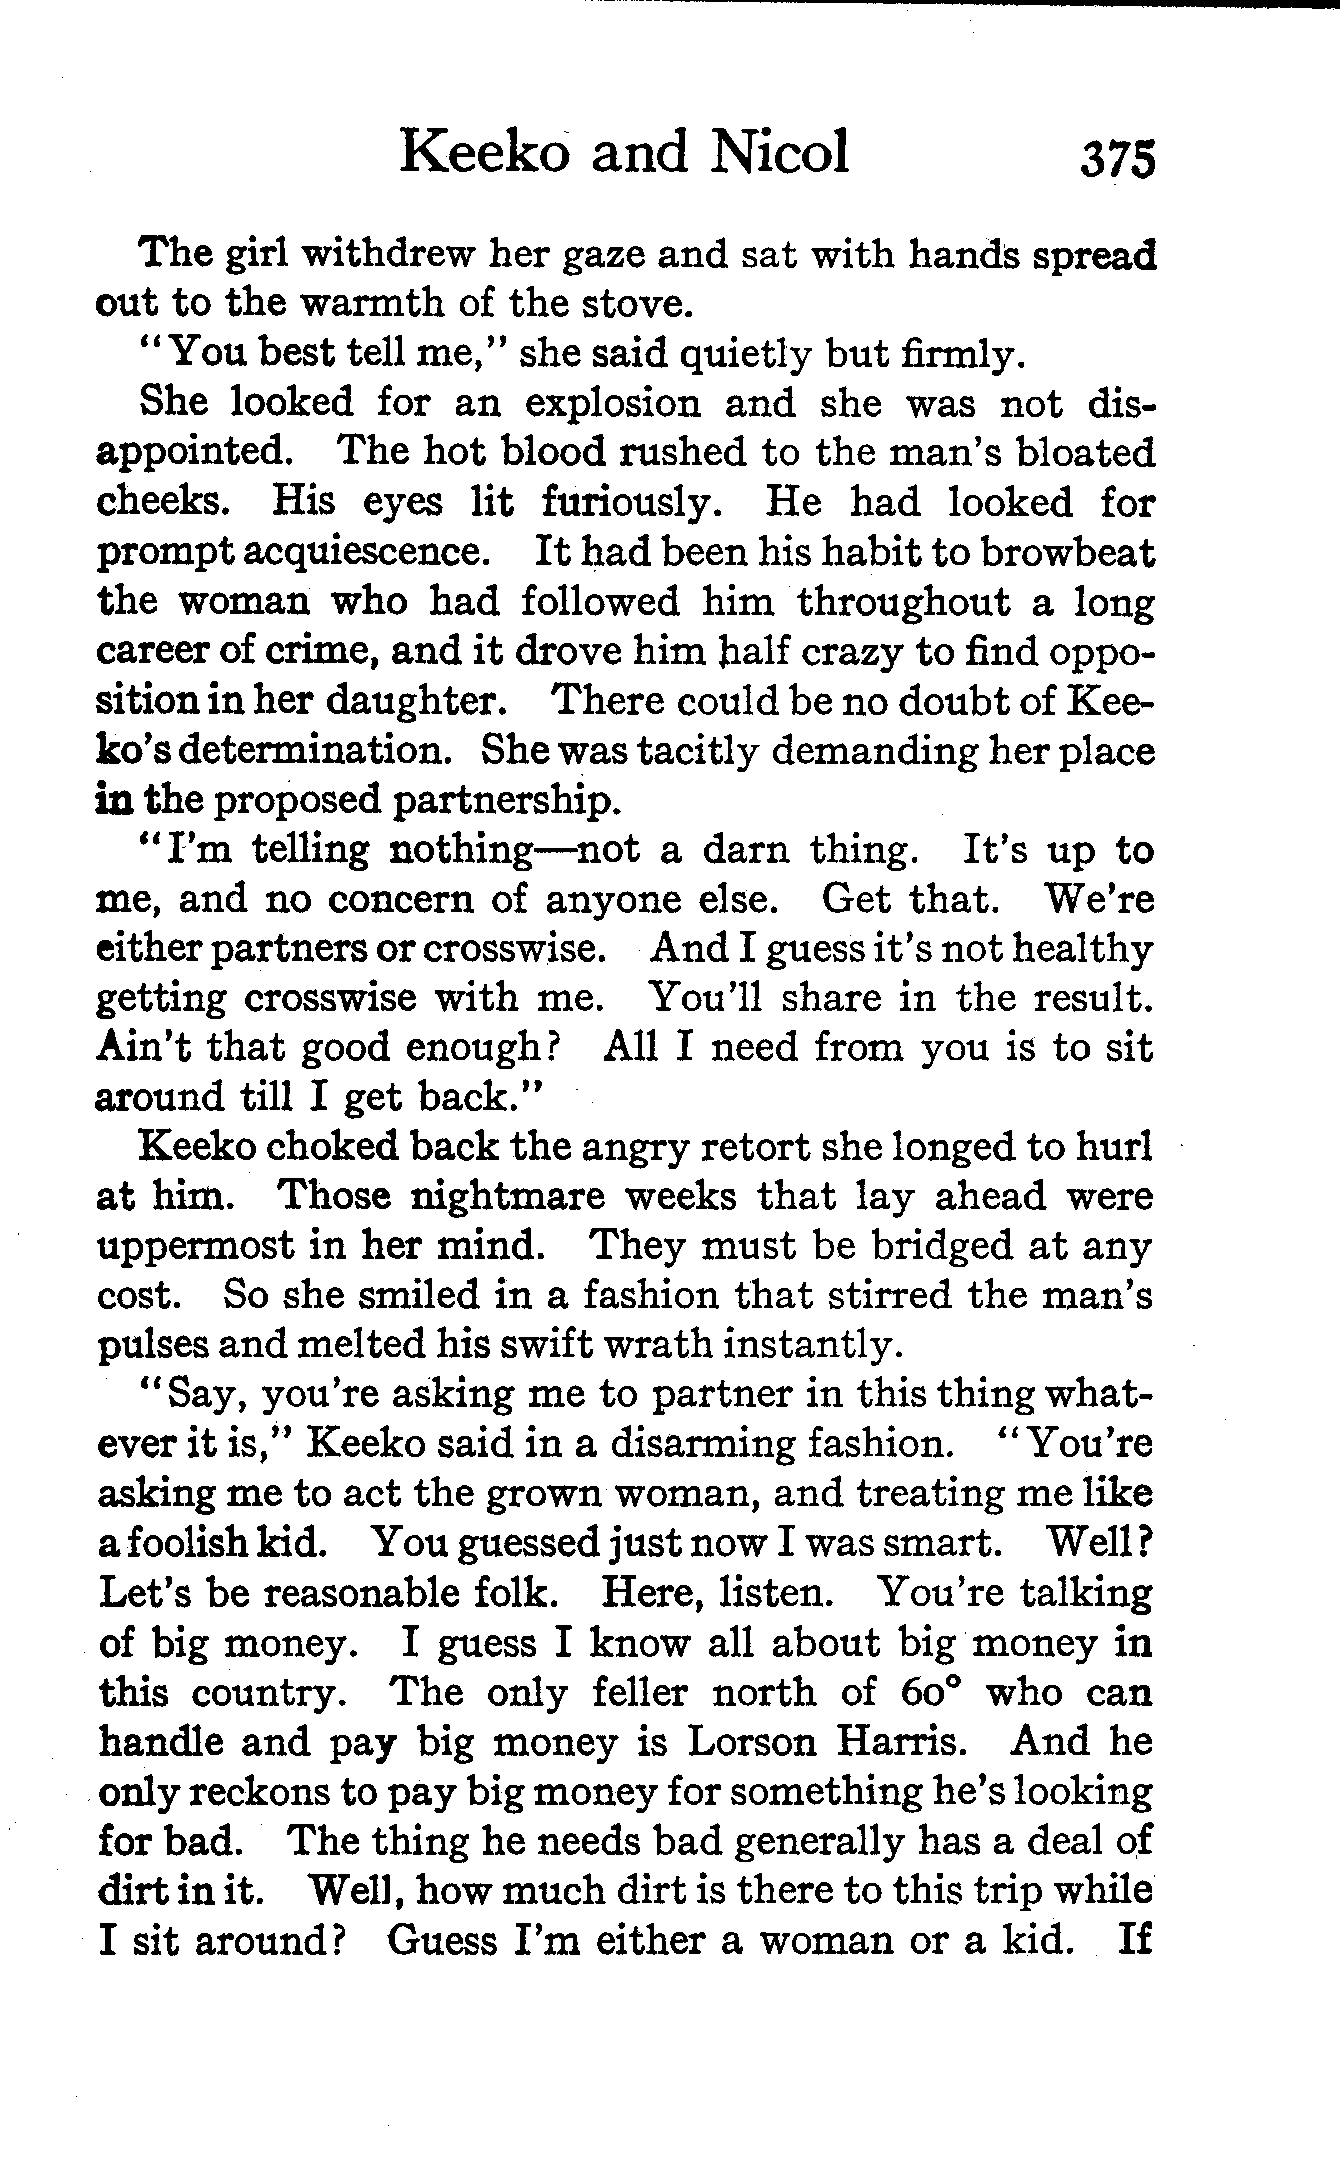 Keeko and Nicol 375
The girl withdrew her gaze and sat with hands spread
out to the warmth of the stove.
"You best tell me," she said quietly but firmly.
She looked for an explosion and she was not dis-
appointed. The hot blood rushed to the man's bloated
cheeks. His eyes lit furiously. He had looked for
prompt acquiescence. It had been his habit to browbeat
the woman who had followed him throughout a long
career of crime, and it drove him half crazy to find oppo-
sition in her daughter. There could be no doubt of Kee-
ko's determination. She was tacitly demanding her place
in the proposed partnership.
"I'm telling nothing—not a darn thing. It's up to
me, and no concern of anyone else. Get that. We're
either partners or crosswise. And I guess it's not healthy
getting crosswise with me. You'll share in the result.
Ain't that good enough? All I need from you is to sit
around till I get back."
Keeko choked back the angry retort she longed to hurl
at him. Those nightmare weeks that lay ahead were
uppermost in her mind. They must be bridged at any
cost. So she smiled in a fashion that stirred the man's
pulses and melted his swift wrath instantly.
"Say, you're asking me to partner in this thing what-
ever it is," Keeko said in a disarming fashion. "You're
asking me to act the grown woman, and treating me like
a foolish kid. You guessed just now I was smart. Well?
Let's be reasonable folk. Here, listen. You're talking
of big money. I guess I know all about big money in
this country. The only feller north of 60° who can
handle and pay big money is Lorson Harris. And he
only reckons to pay big money for something he's looking
for bad. The thing he needs bad generally has a deal of
dirt in it. Well, how much dirt is there to this trip while
I sit around? Guess I'm either a woman or a kid. If